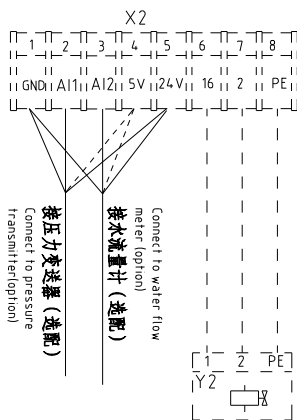 X2
1 2 3 4 5 6 7 8
GND AI1 AI2 5V 24V 16 2 PE
接压力变送器（选配）
Connect to pressure
transmitter(option)
接水流量计（选配）
Connect to water flow
meter (option)
1 2 PE
Y2